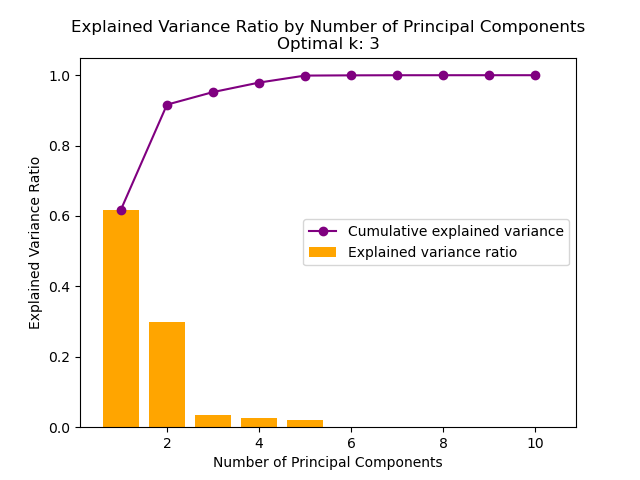 Explained Variance Ratio by Number of Principal Components
Optimal k: 3
1.0
0.8
0.6
0.4
0.2
0.0
Explained Variance Ratio
Cumulative explained variance
Explained variance ratio
2
4
6
8
10
Number of Principal Components